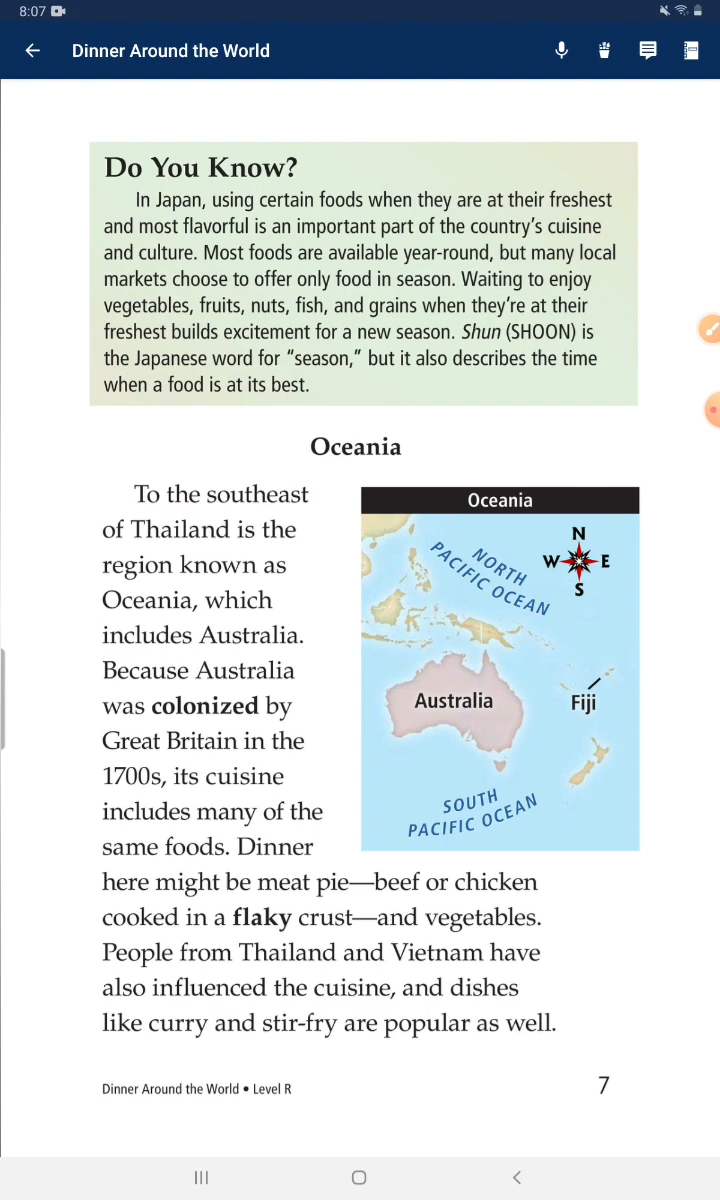 8:07
Dinner Around the World
Do You Know?
In Japan, using certain foods when they are at their freshest
and most flavorful is an important part of the country's cuisine
and culture. Most foods are available year-round, but many local
markets choose to offer only food in season. Waiting to enjoy
vegetables, fruits, nuts, fish, and grains when they're at their
freshest builds excitement for a new season. Shun (SHOON) is
the Japanese word for “season,” but it also describes the time
when a food is at its best.
Oceania
To the southeast
of Thailand is the
region known as
Oceania, which
includes Australia.
Because Australia
was colonized by
Great Britain in the
1700s, its cuisine
includes many of the
same foods. Dinner
here might be meat pie—beef or chicken
cooked in a flaky crust—and vegetables.
People from Thailand and Vietnam have
also influenced the cuisine, and dishes
like curry and stir-fry are popular as well.
Oceania
N
W E
S
NORTH
PACIFIC OCEAN
Australia
Fiji
SOUTH
PACIFIC OCEAN
Dinner Around the World • Level R
7